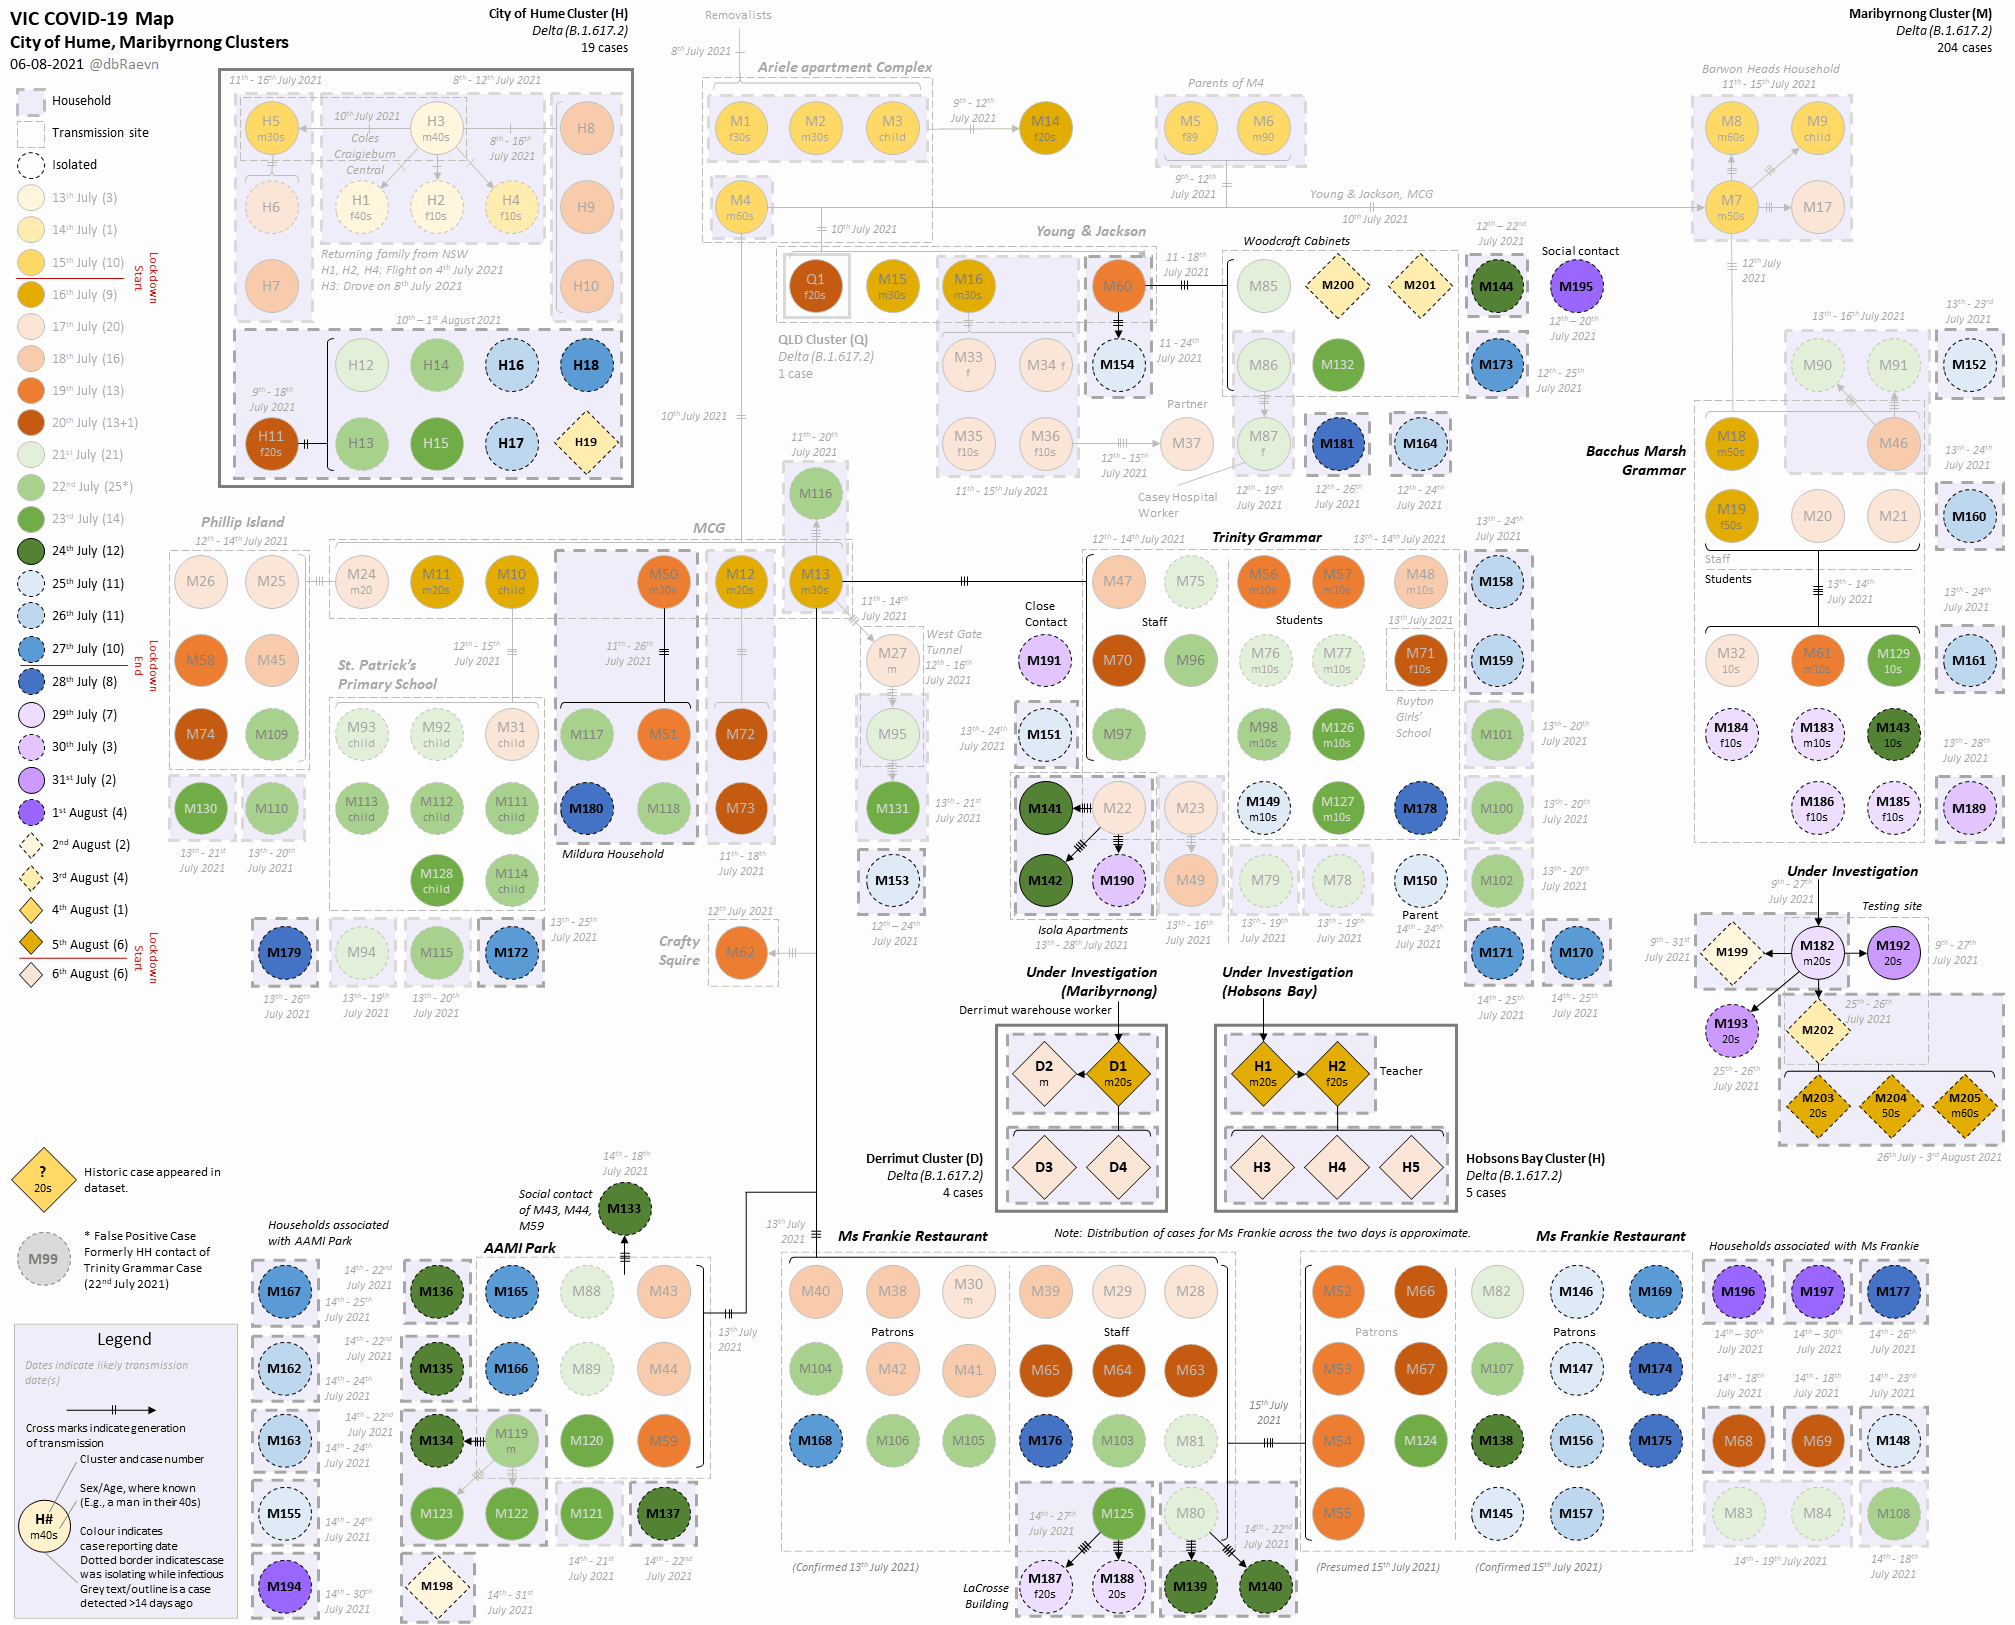 VIC COVID-19 Map
City of Hume, Maribyrnong Clusters
06-08-2021 @dbRaevn
Household
Transmission site
Isolated
13th July (3)
14th July (1)
15th July (10)
Lockdown Start
16th July (9)
17th July (20)
18th July (16)
19th July (13)
20th July (13+1)
21st July (21)
22nd July (25*)
23rd July (14)
24th July (12)
25th July (11)
26th July (11)
27th July (10)
Lockdown End
28th July (8)
29th July (7)
30th July (3)
31st July (2)
1st August (4)
2nd August (2)
3rd August (4)
4th August (1)
5th August (6)
Lockdown Start
6th August (6)
?
20s
Historic case appeared in
dataset.
M99
* False Positive Case
Formerly HH contact of
Trinity Grammar Case
(22nd July 2021)
Legend
Dates indicate likely transmission
date(s)
Cross marks indicate generation
of transmission
Cluster and case number
Sex/Age, where known
(E.g., a man in their 40s)
H#
m40s
Colour indicates
case reporting date
Dotted border indicates case
was isolating while infectious
Grey text/outline is a case
detected >14 days ago
City of Hume Cluster (H)
Delta (B.1.617.2)
19 cases
11th - 16th July 2021
8th - 12th July 2021
H5
m30s
10th July 2021
Coles
Craigieburn
Central
H3
m40s
8th - 16th
July 2021
H8
H6
H1
f40s
H2
f10s
H4
f10s
H9
H7
Returning family from NSW
H1, H2, H4: Flight on 4th July 2021
H3: Drove on 8th July 2021
H10
10th – 1st August 2021
H12
H14
H16
H18
9th - 18th
July 2021
H11
f20s
H13
H15
H17
H19
Removalists
8th July 2021
Ariele apartment Complex
M1
f30s
M2
m30s
M3
child
9th - 12th
July 2021
M14
f20s
M4
m60s
Parents of M4
M5
f89
M6
m90
9th - 12th
July 2021
Young & Jackson, MCG
10th July 2021
10th July 2021
Maribyrnong Cluster (M)
Delta (B.1.617.2)
204 cases
Barwon Heads Household
11th - 15th July 2021
M8
m60s
M9
child
M7
m50s
M17
12th July
2021
Young & Jackson
Q1
f20s
M15
m30s
M16
m30s
M60
QLD Cluster (Q)
Delta (B.1.617.2)
1 case
M33
f
M34 f
M154
11 - 24th
July 2021
M35
f10s
M36
f10s
12th - 15th
July 2021
Partner
M37
11th - 15th July 2021
11 - 18th
July 2021
Woodcraft Cabinets
M85
M200
M201
M86
M132
M87
f
Casey Hospital
Worker
12th - 19th
July 2021
M181
12th - 26th
July 2021
M164
12th - 24th
July 2021
12th – 22nd
July 2021
M144
Social contact
M195
12th – 20th
July 2021
M173
12th - 25th
July 2021
Bacchus Marsh
Grammar
13th - 16th July 2021
M90
M91
M46
M18
m50s
M19
f50s
M20
M21
Staff
Students
13th - 14th
July 2021
M32
10s
M61
m10s
M129
10s
M184
f10s
M183
m10s
M143
10s
M186
f10s
M185
f10s
13th - 23rd
July 2021
M152
13th - 24th
July 2021
M160
13th - 24th
July 2021
M161
13th - 28th
July 2021
M189
10th July 2021
11th - 20th
July 2021
M116
MCG
M24
m20
M11
m20s
M10
child
M50
m30s
M12
m20s
M13
m30s
Phillip Island
12th - 14th July 2021
M26
M25
M58
M45
M74
M109
M130
13th - 21st
July 2021
M110
13th - 20th
July 2021
St. Patrick's
Primary School
12th - 15th
July 2021
M93
child
M92
child
M31
child
M113
child
M112
child
M111
child
M128
child
M114
child
M179
13th - 26th
July 2021
M94
13th - 19th
July 2021
M115
13th - 20th
July 2021
M172
13th - 25th
July 2021
11th - 26th
July 2021
M117
M51
M180
M118
Mildura Household
M72
M73
11th - 18th
July 2021
11th - 14th
July 2021
M27
m
West Gate
Tunnel
12th - 16th
July 2021
M95
M131
13th - 21st
July 2021
M153
12th – 24th
July 2021
Crafty
Squire
12th July 2021
M62
Trinity Grammar
12th - 14th July 2021
13th - 14th July 2021
M47
M75
M56
m10s
M57
m10s
M48
m10s
Staff
Students
13th July 2021
M70
M96
M76
m10s
M77
m10s
M71
f10s
Ruyton
Girls'
School
M97
M98
m10s
M126
m10s
M149
m10s
M127
m10s
M178
Close
Contact
M191
13th - 24th
July 2021
M151
M141
M22
M142
M190
Isola Apartments
13th - 28th July 2021
M23
M49
13th - 16th
July 2021
M79
13th - 19th
July 2021
M78
13th - 19th
July 2021
M150
Parent
14th - 24th
July 2021
13th - 24th
July 2021
M158
M159
M101
13th - 20th
July 2021
M100
13th - 20th
July 2021
M102
13th - 20th
July 2021
M171
14th - 25th
July 2021
M170
14th - 25th
July 2021
Under Investigation
9th - 27th
July 2021
Testing site
9th - 31st
July 2021
M199
M182
m20s
M192
20s
9th - 27th
July 2021
M193
20s
25th - 26th
July 2021
25th - 26th
July 2021
M202
M203
20s
M204
50s
M205
m60s
26th July - 3rd August 2021
Under Investigation
(Maribyrnong)
Derrimut warehouse worker
D2
m
D1
m20s
D3
D4
Derrimut Cluster (D)
Delta (B.1.617.2)
4 cases
Under Investigation
(Hobsons Bay)
H1
m20s
H2
f20s
Teacher
H3
H4
H5
Hobsons Bay Cluster (H)
Delta (B.1.617.2)
5 cases
Households associated
with AAMI Park
M167
14th - 25th
July 2021
M162
14th - 24th
July 2021
M163
14th - 24th
July 2021
M155
14th - 24th
July 2021
M194
14th - 30th
July 2021
14th - 18th
July 2021
Social contact
of M43, M44,
M59
M133
AAMI Park
14th - 22nd
July 2021
M136
M165
M88
M43
14th - 22nd
July 2021
M135
M166
M89
M44
14th - 22nd
July 2021
M134
M119
m
M120
M59
M123
M122
M121
14th - 21st
July 2021
M137
14th - 22nd
July 2021
M198
14th - 31st
July 2021
13th July
2021
13th July
2021
Ms Frankie Restaurant
Note: Distribution of cases for Ms Frankie across the two days is approximate.
M40
M38
M30
m
M39
M29
M28
Patrons
Staff
M104
M42
M41
M65
M64
M63
M168
M106
M105
M176
M103
M81
14th - 27th
July 2021
M125
M80
14th - 22nd
July 2021
(Confirmed 13th July 2021)
LaCrosse
Building
M187
f20s
M188
20s
M139
M140
15th July
2021
Ms Frankie Restaurant
M52
M66
M82
M146
M169
Patrons
Patrons
M53
M67
M107
M147
M174
M54
M124
M138
M156
M175
M55
M145
M157
(Presumed 15th July 2021)
(Confirmed 15th July 2021)
Households associated with Ms Frankie
M196
14th - 30th
July 2021
M197
14th - 30th
July 2021
M177
14th - 26th
July 2021
14th - 18th
July 2021
M68
14th - 18th
July 2021
M69
14th - 23rd
July 2021
M148
M83
M84
14th - 19th July 2021
M108
14th - 18th
July 2021